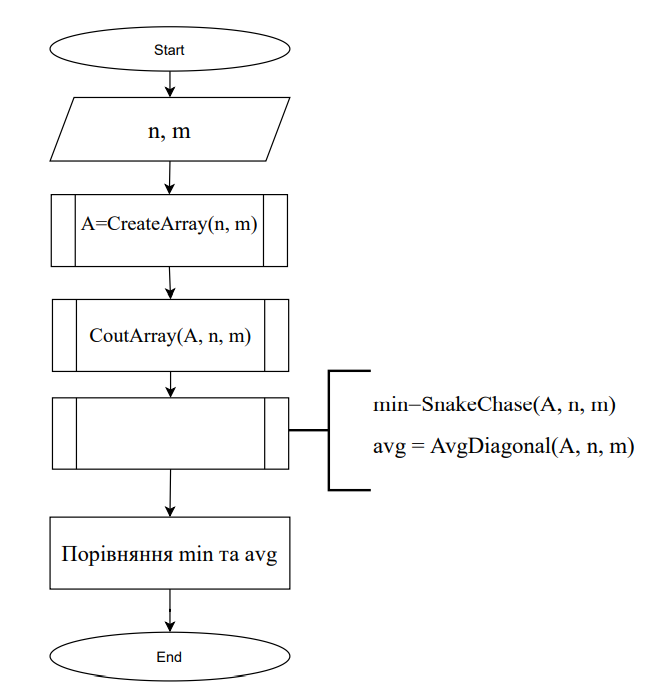 Start
n, m
A=CreateArray(n, m)
CoutArray(A, n, m)
min=SnakeChase(A, n, m)
avg = AvgDiagonal(A, n, m)
Порівняння min та avg
End